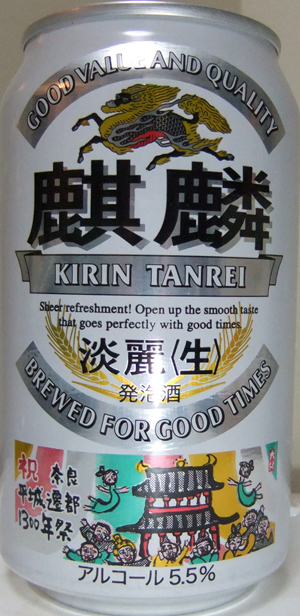 GOOD VALUE AND QUALITY
麒麟
KIRIN TANREI
Sheer refreshment! Open up the smooth taste
that goes perfectly with good times.
淡麗〈生〉
発泡酒
BREWED FOR GOOD TIMES
祝 奈良
平城遷都
1300年祭
アルコール 5.5%